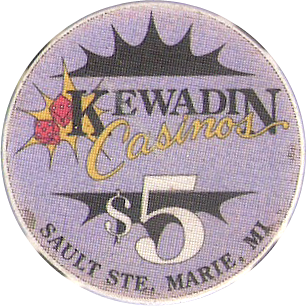 KEWADIN
Casinos
$5
SAULT STE. MARIE, MI